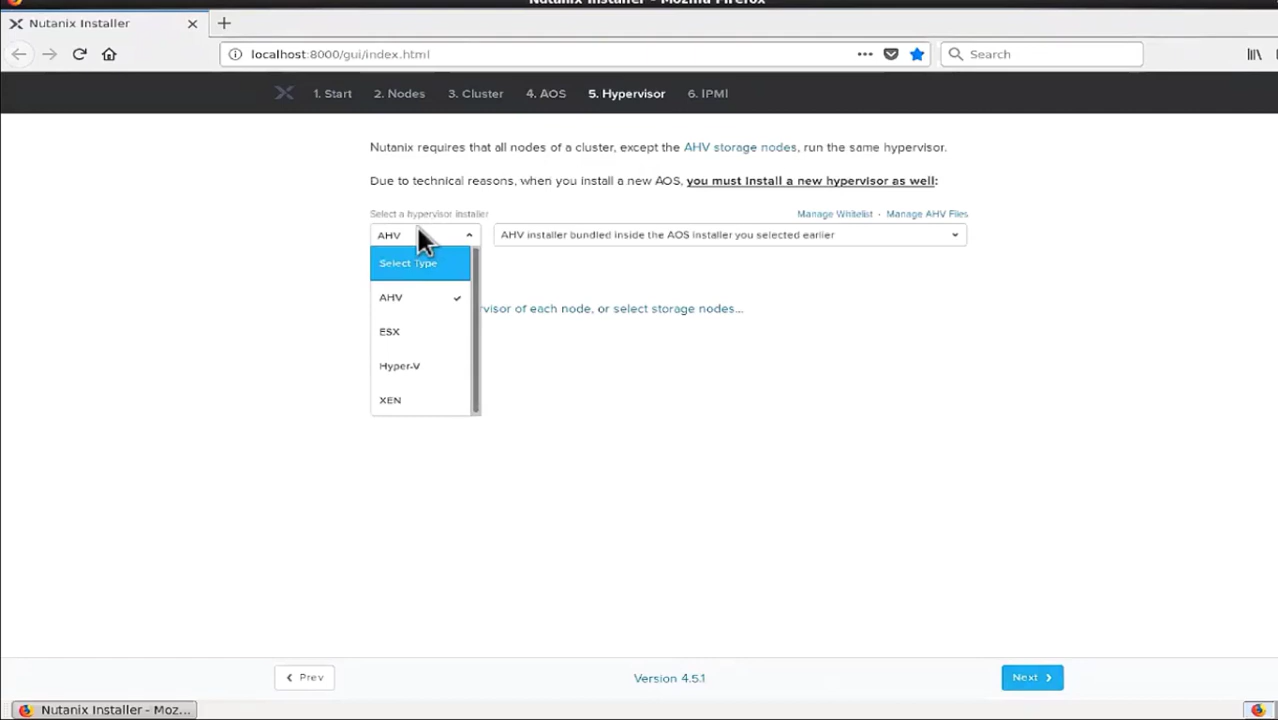 Nutanix Installer - Mozilla Firefox
Nutanix Installer
localhost:8000/gui/index.html
Search
1. Start 2. Nodes 3. Cluster 4. AOS 5. Hypervisor 6. IPMI
Nutanix requires that all nodes of a cluster, except the AHV storage nodes, run the same hypervisor.
Due to technical reasons, when you install a new AOS, you must install a new hypervisor as well:
Select a hypervisor installer Manage Whitelist · Manage AHV Files
AHV AHV installer bundled inside the AOS installer you selected earlier
Select Type
AHV
visor of each node, or select storage nodes...
ESX
Hyper-V
XEN
Prev Version 4.5.1 Next
Nutanix Installer - Moz...